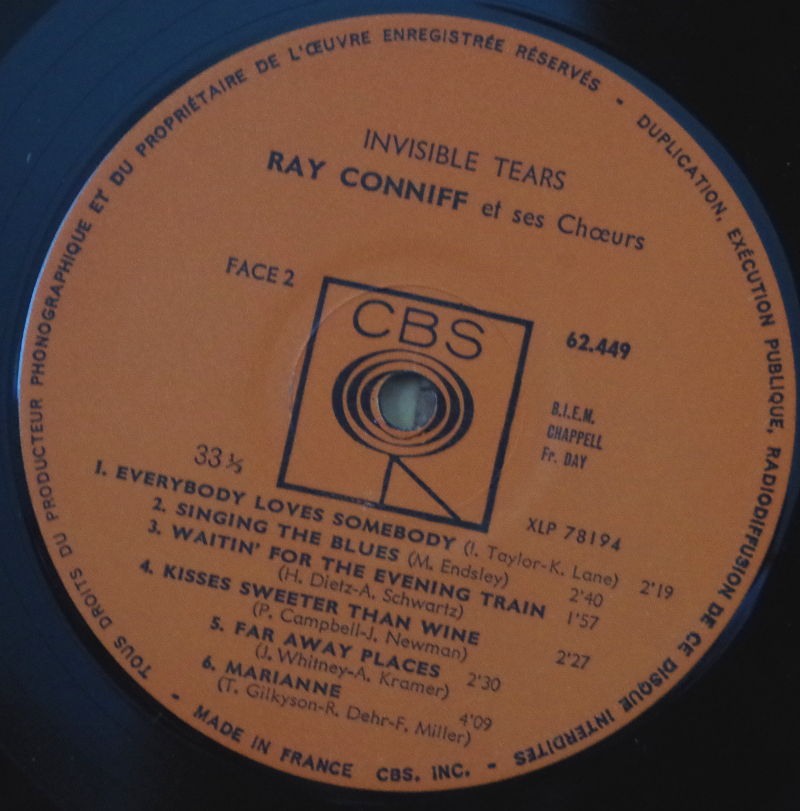 TOUS DROITS DU PRODUCTEUR PHONOGRAPHIQUE ET DU PROPRIÉTAIRE DE L'ŒUVRE ENREGISTRÉE RÉSERVÉS - DUPLICATION, EXÉCUTION PUBLIQUE, RADIODIFFUSION DE CE DISQUE INTERDITES -
INVISIBLE TEARS
RAY CONNIFF et ses Chœurs
FACE 2
CBS
62.449
B.I.E.M.
CHAPPELL
Fr. DAY
33 ⅓
XLP 78194
1. EVERYBODY LOVES SOMEBODY (I. Taylor-K. Lane) 2'19
2. SINGING THE BLUES (M. Endsley) 2'40
3. WAITIN' FOR THE EVENING TRAIN 1'57
(H. Dietz-A. Schwartz)
4. KISSES SWEETER THAN WINE 2'27
(P. Campbell-J. Newman)
5. FAR AWAY PLACES 2'30
(J. Whitney-A. Kramer)
6. MARIANNE 4'09
(T. Gilkyson-R. Dehr-F. Miller)
- MADE IN FRANCE CBS. INC. -